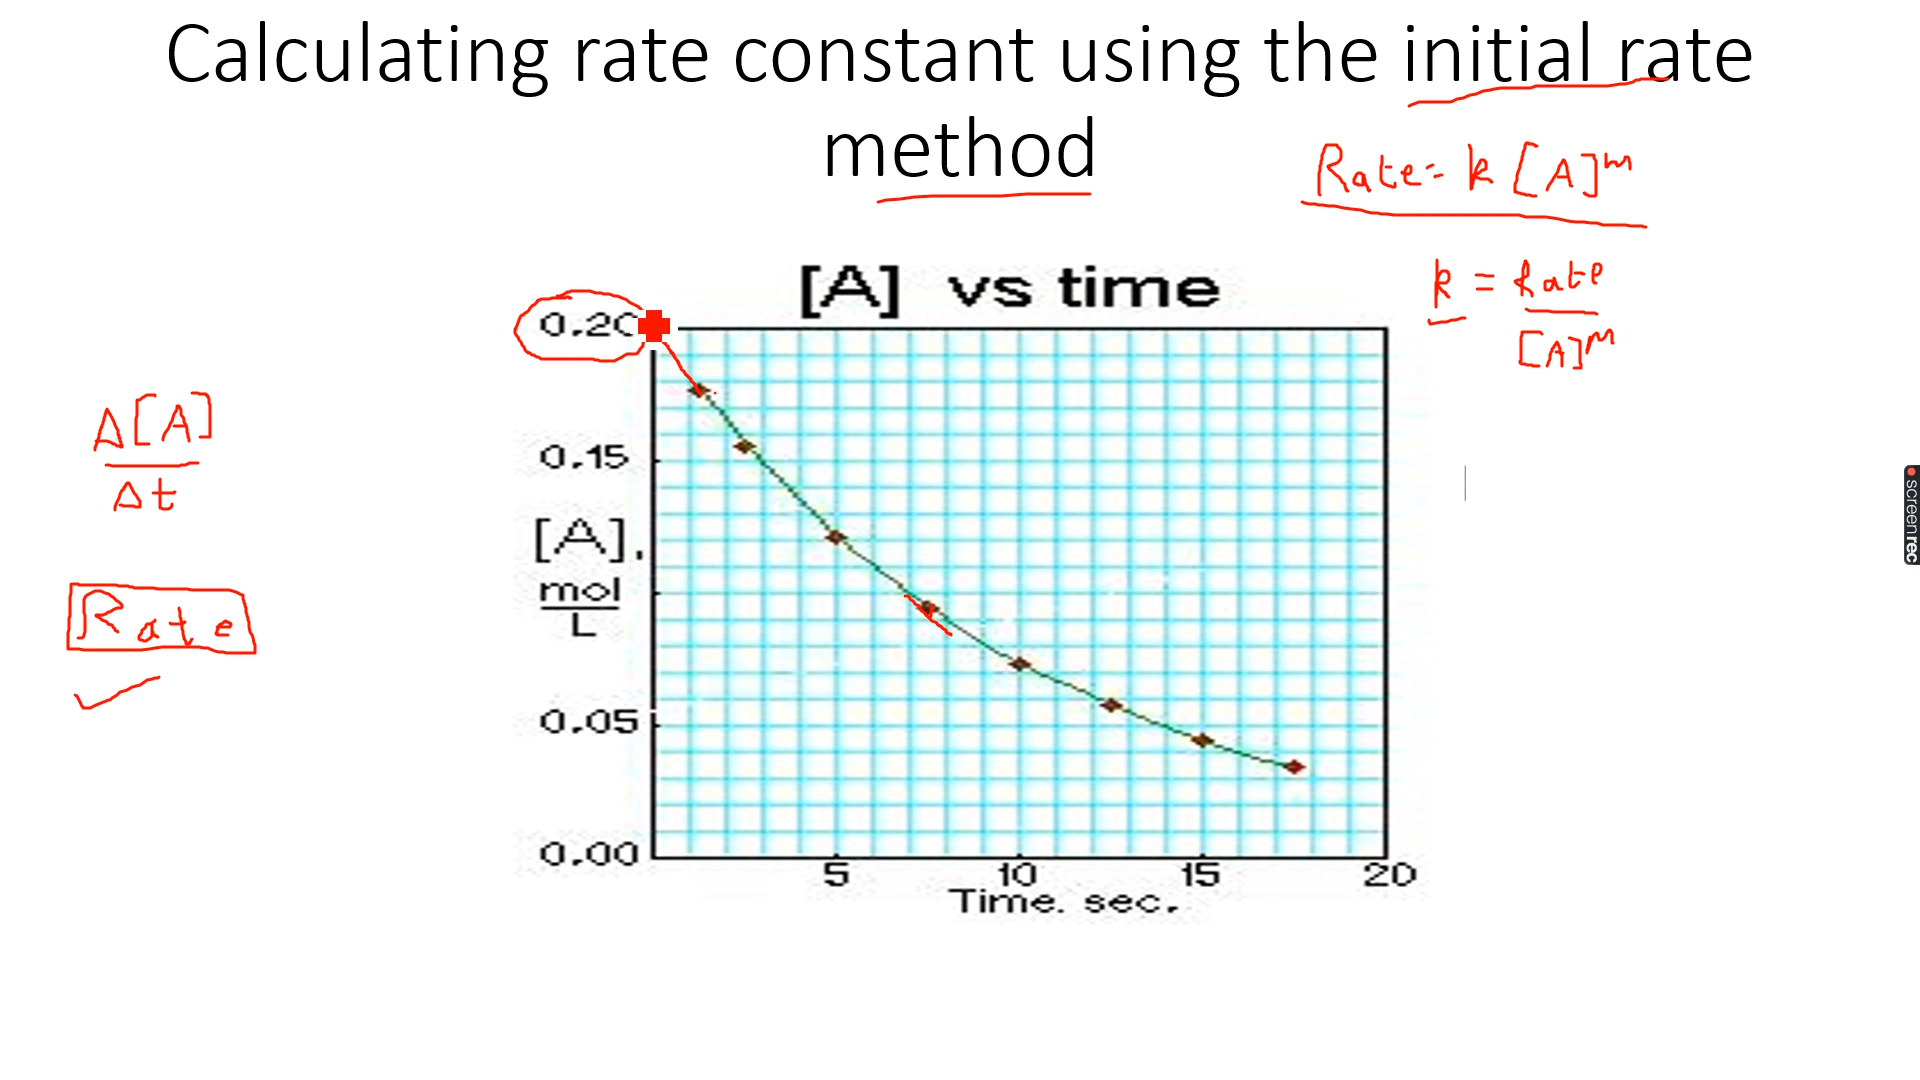 Calculating rate constant using the initial rate
method
Rate= k [A]ᵐ
k = Rate
[A]ᵐ
[A] vs time
0.20
0.15
[A],
mol
L
0.05
0.00
5 10 15 20
Time. sec.
Δ[A]
Δt
Rate
screenrec